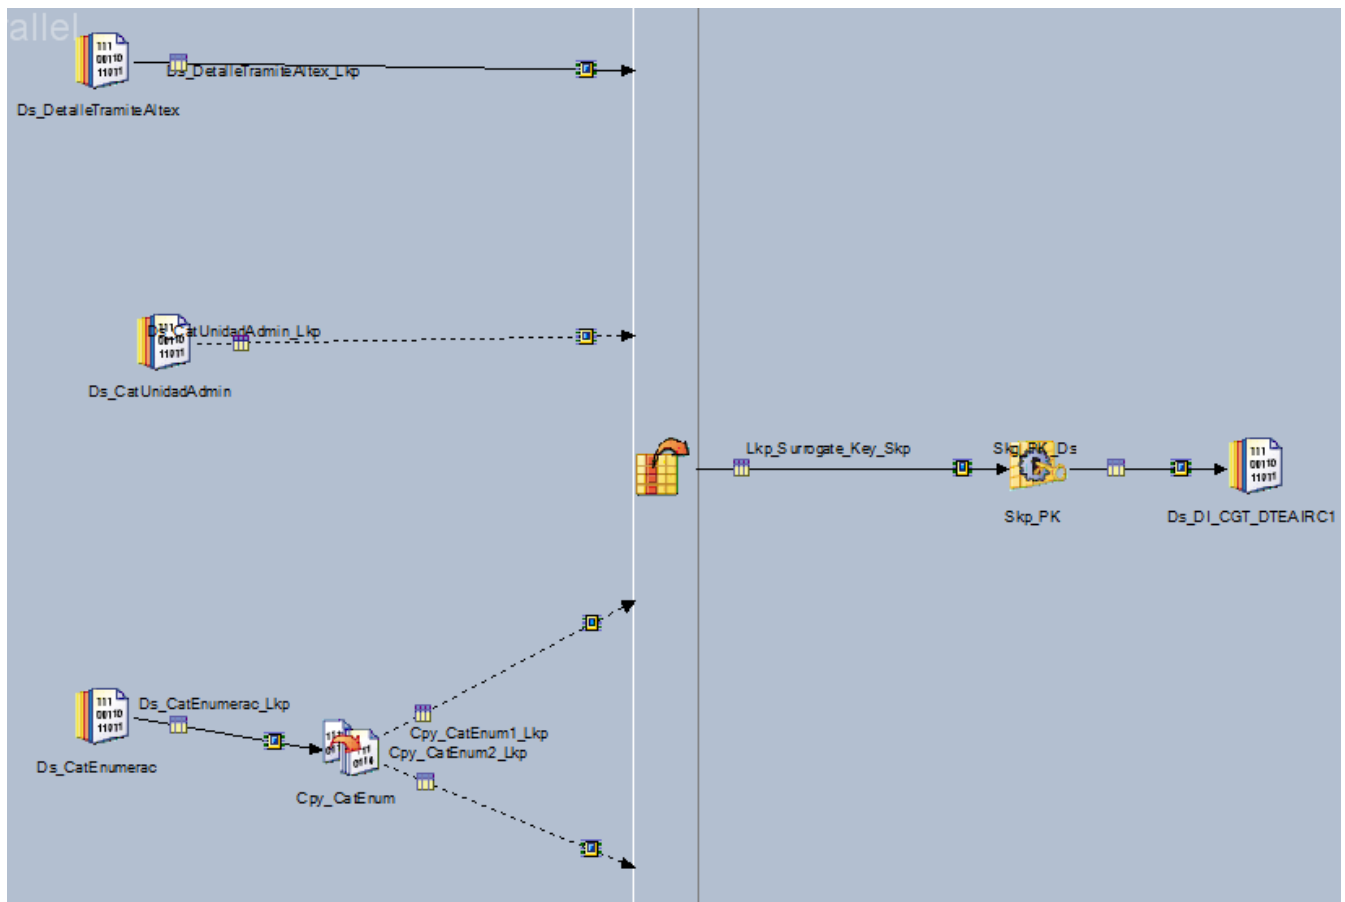 allel
Ds_DetalleTramiteAltex_Lkp
Ds_DetalleTramiteAltex
Ds_CatUnidadAdmin_Lkp
Ds_CatUnidadAdmin
Lkp_Surrogate_Key_Skp
Skp_PK_Ds
Skp_PK
Ds_DI_CGT_DTEAIRC1
Ds_CatEnumerac_Lkp
Ds_CatEnumerac
Cpy_CatEnum1_Lkp
Cpy_CatEnum2_Lkp
Cpy_CatEnum